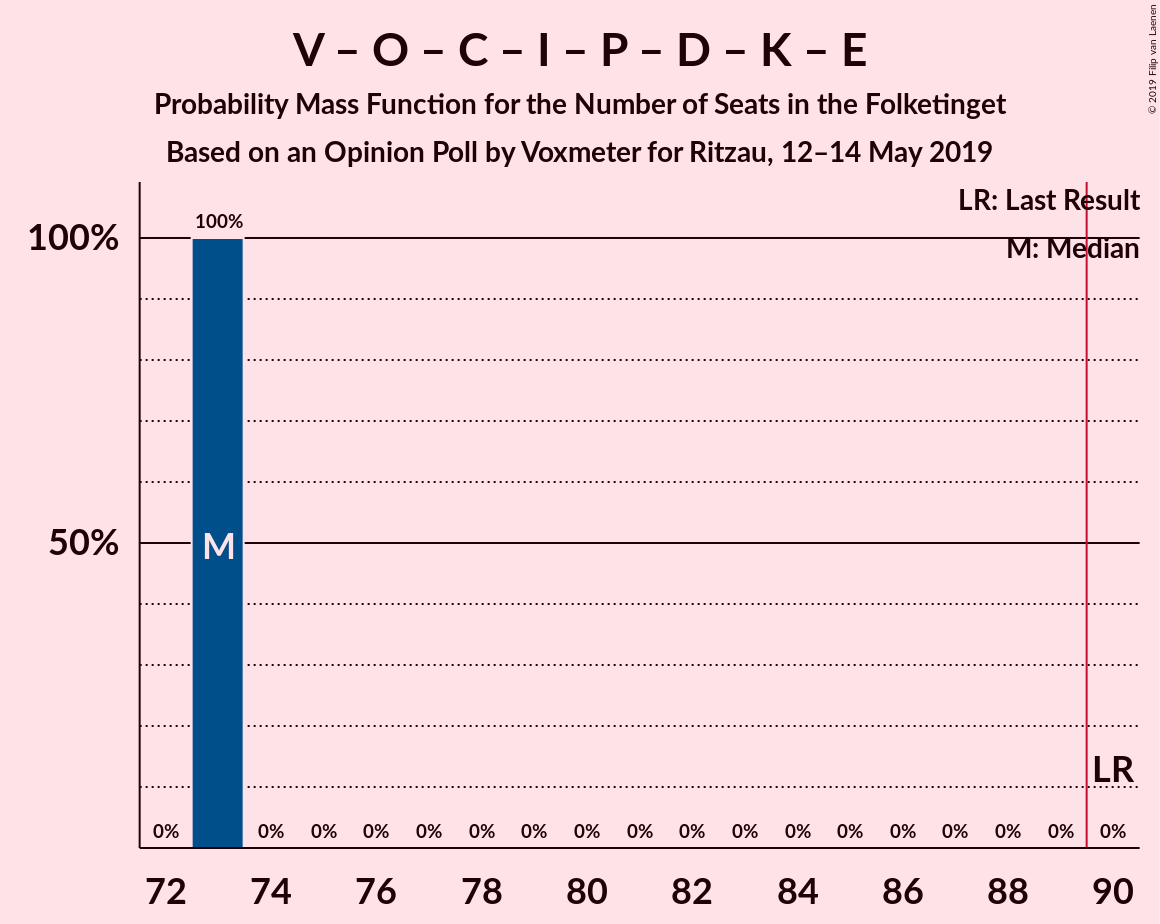 V – O – C – I – P – D – K – E
Probability Mass Function for the Number of Seats in the Folketinget
Based on an Opinion Poll by Voxmeter for Ritzau, 12–14 May 2019
© 2019 Filip van Laenen
LR: Last Result
M: Median
100%
100%
50%
M
LR
0% 0% 0% 0% 0% 0% 0% 0% 0% 0% 0% 0% 0% 0% 0% 0% 0% 0%
72 74 76 78 80 82 84 86 88 90